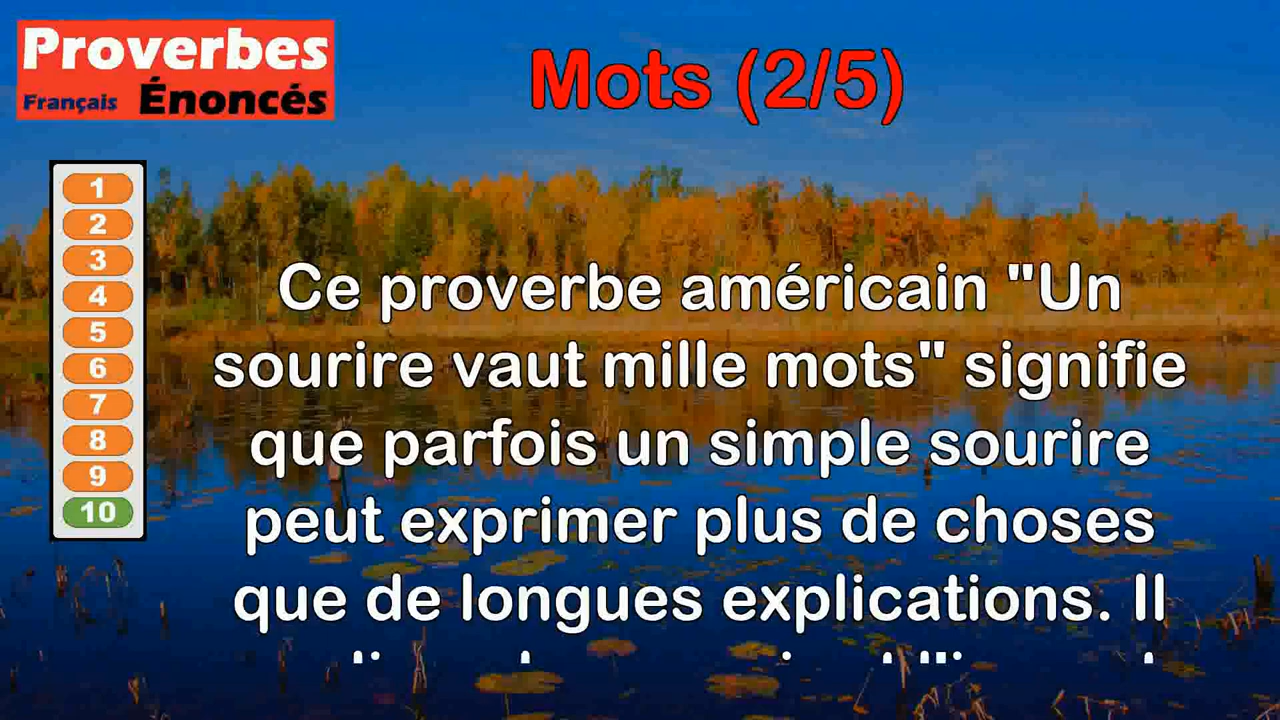 Proverbes
Français Énoncés
Mots (2/5)
1
2
3
4
5
6
7
8
9
10
Ce proverbe américain "Un
sourire vaut mille mots" signifie
que parfois un simple sourire
peut exprimer plus de choses
que de longues explications. Il